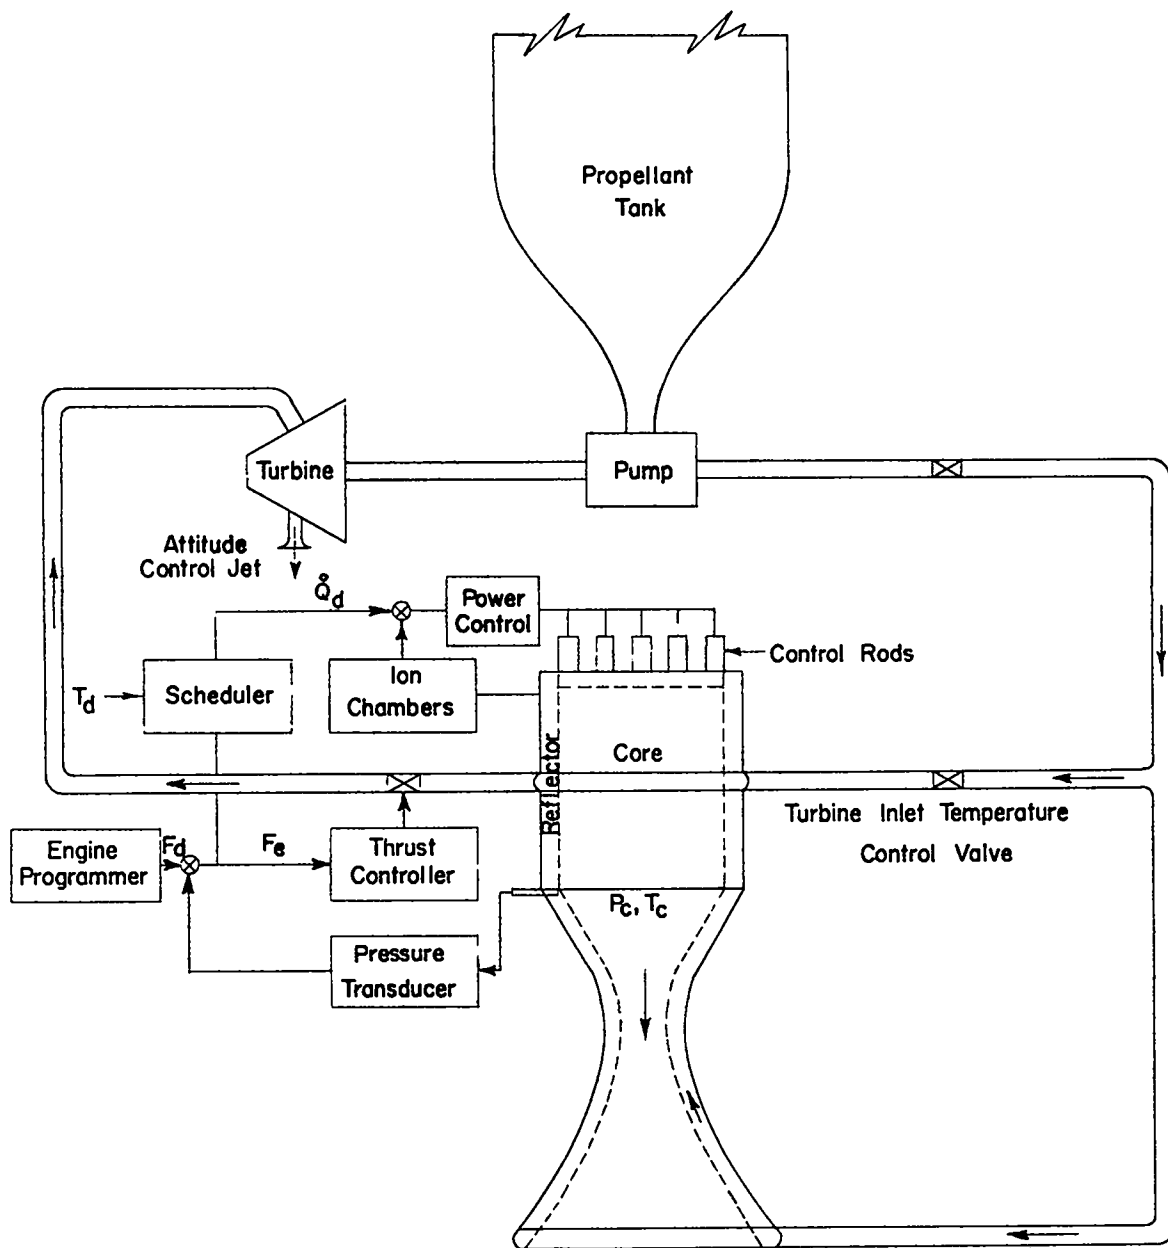 Propellant
Tank
Turbine
Pump
Attitude
Control Jet
Q̊d
Power
Control
Control Rods
Ion
Chambers
Td
Scheduler
Core
Reflector
Turbine Inlet Temperature
Control Valve
Engine
Programmer
Fd
Fe
Thrust
Controller
Pc, Tc
Pressure
Transducer